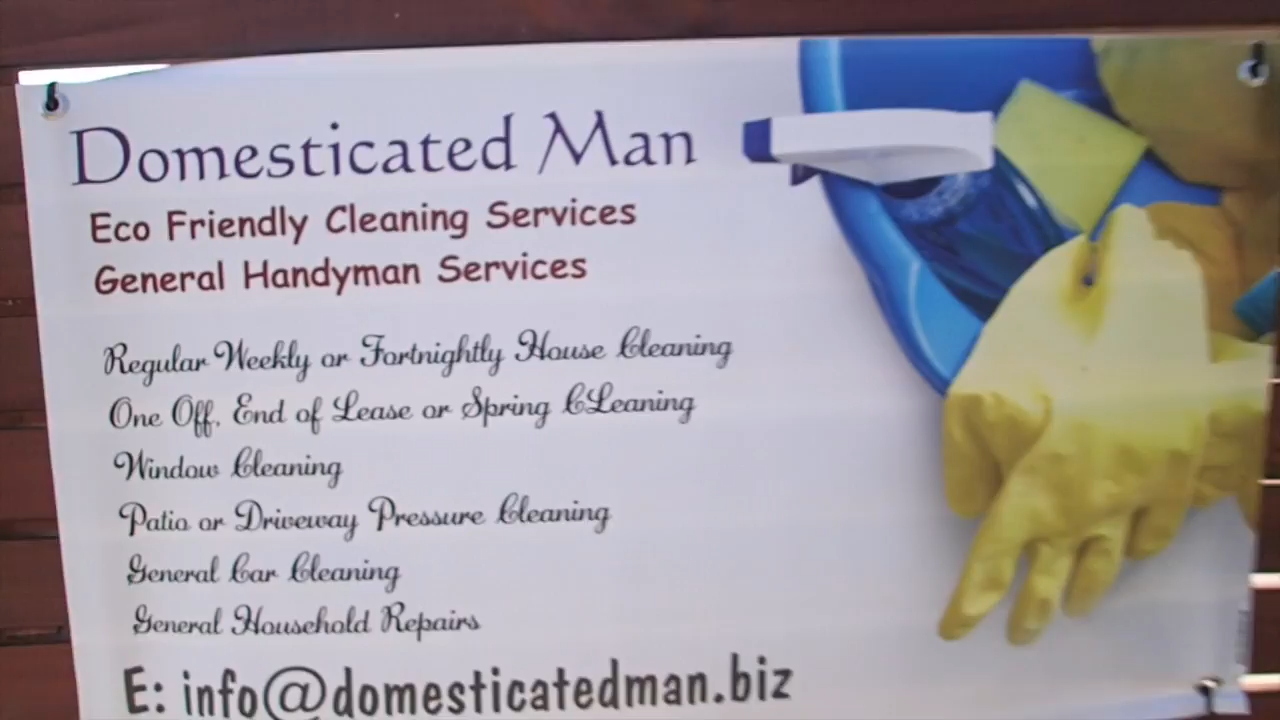 Domesticated Man
Eco Friendly Cleaning Services
General Handyman Services
Regular Weekly or Fortnightly House Cleaning
One Off, End of Lease or Spring CLeaning
Window Cleaning
Patio or Driveway Pressure Cleaning
General Car Cleaning
General Household Repairs
E: info@domesticatedman.biz